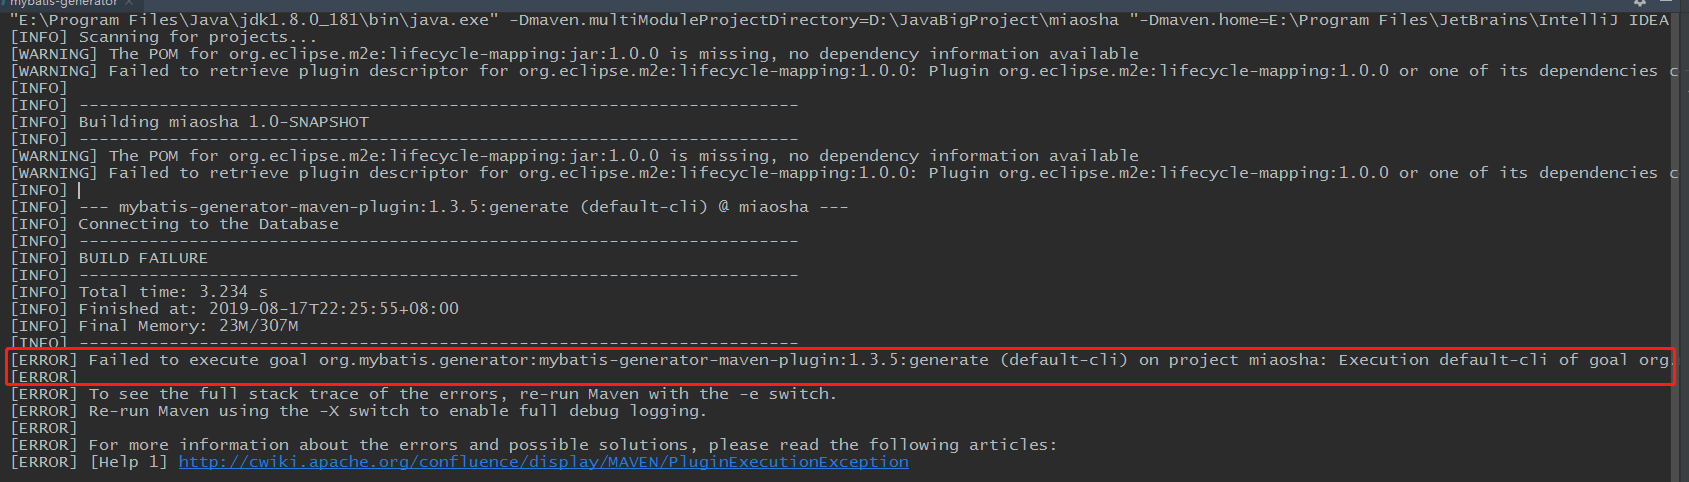 mybatis-generator ×
"E:\Program Files\Java\jdk1.8.0_181\bin\java.exe" -Dmaven.multiModuleProjectDirectory=D:\JavaBigProject\miaosha "-Dmaven.home=E:\Program Files\JetBrains\IntelliJ IDEA
[INFO] Scanning for projects...
[WARNING] The POM for org.eclipse.m2e:lifecycle-mapping:jar:1.0.0 is missing, no dependency information available
[WARNING] Failed to retrieve plugin descriptor for org.eclipse.m2e:lifecycle-mapping:1.0.0: Plugin org.eclipse.m2e:lifecycle-mapping:1.0.0 or one of its dependencies c
[INFO]
[INFO] ------------------------------------------------------------------------
[INFO] Building miaosha 1.0-SNAPSHOT
[INFO] ------------------------------------------------------------------------
[WARNING] The POM for org.eclipse.m2e:lifecycle-mapping:jar:1.0.0 is missing, no dependency information available
[WARNING] Failed to retrieve plugin descriptor for org.eclipse.m2e:lifecycle-mapping:1.0.0: Plugin org.eclipse.m2e:lifecycle-mapping:1.0.0 or one of its dependencies c
[INFO]
[INFO] --- mybatis-generator-maven-plugin:1.3.5:generate (default-cli) @ miaosha ---
[INFO] Connecting to the Database
[INFO] ------------------------------------------------------------------------
[INFO] BUILD FAILURE
[INFO] ------------------------------------------------------------------------
[INFO] Total time: 3.234 s
[INFO] Finished at: 2019-08-17T22:25:55+08:00
[INFO] Final Memory: 23M/307M
[INFO] ------------------------------------------------------------------------
[ERROR] Failed to execute goal org.mybatis.generator:mybatis-generator-maven-plugin:1.3.5:generate (default-cli) on project miaosha: Execution default-cli of goal org.
[ERROR]
[ERROR] To see the full stack trace of the errors, re-run Maven with the -e switch.
[ERROR] Re-run Maven using the -X switch to enable full debug logging.
[ERROR]
[ERROR] For more information about the errors and possible solutions, please read the following articles:
[ERROR] [Help 1] http://cwiki.apache.org/confluence/display/MAVEN/PluginExecutionException